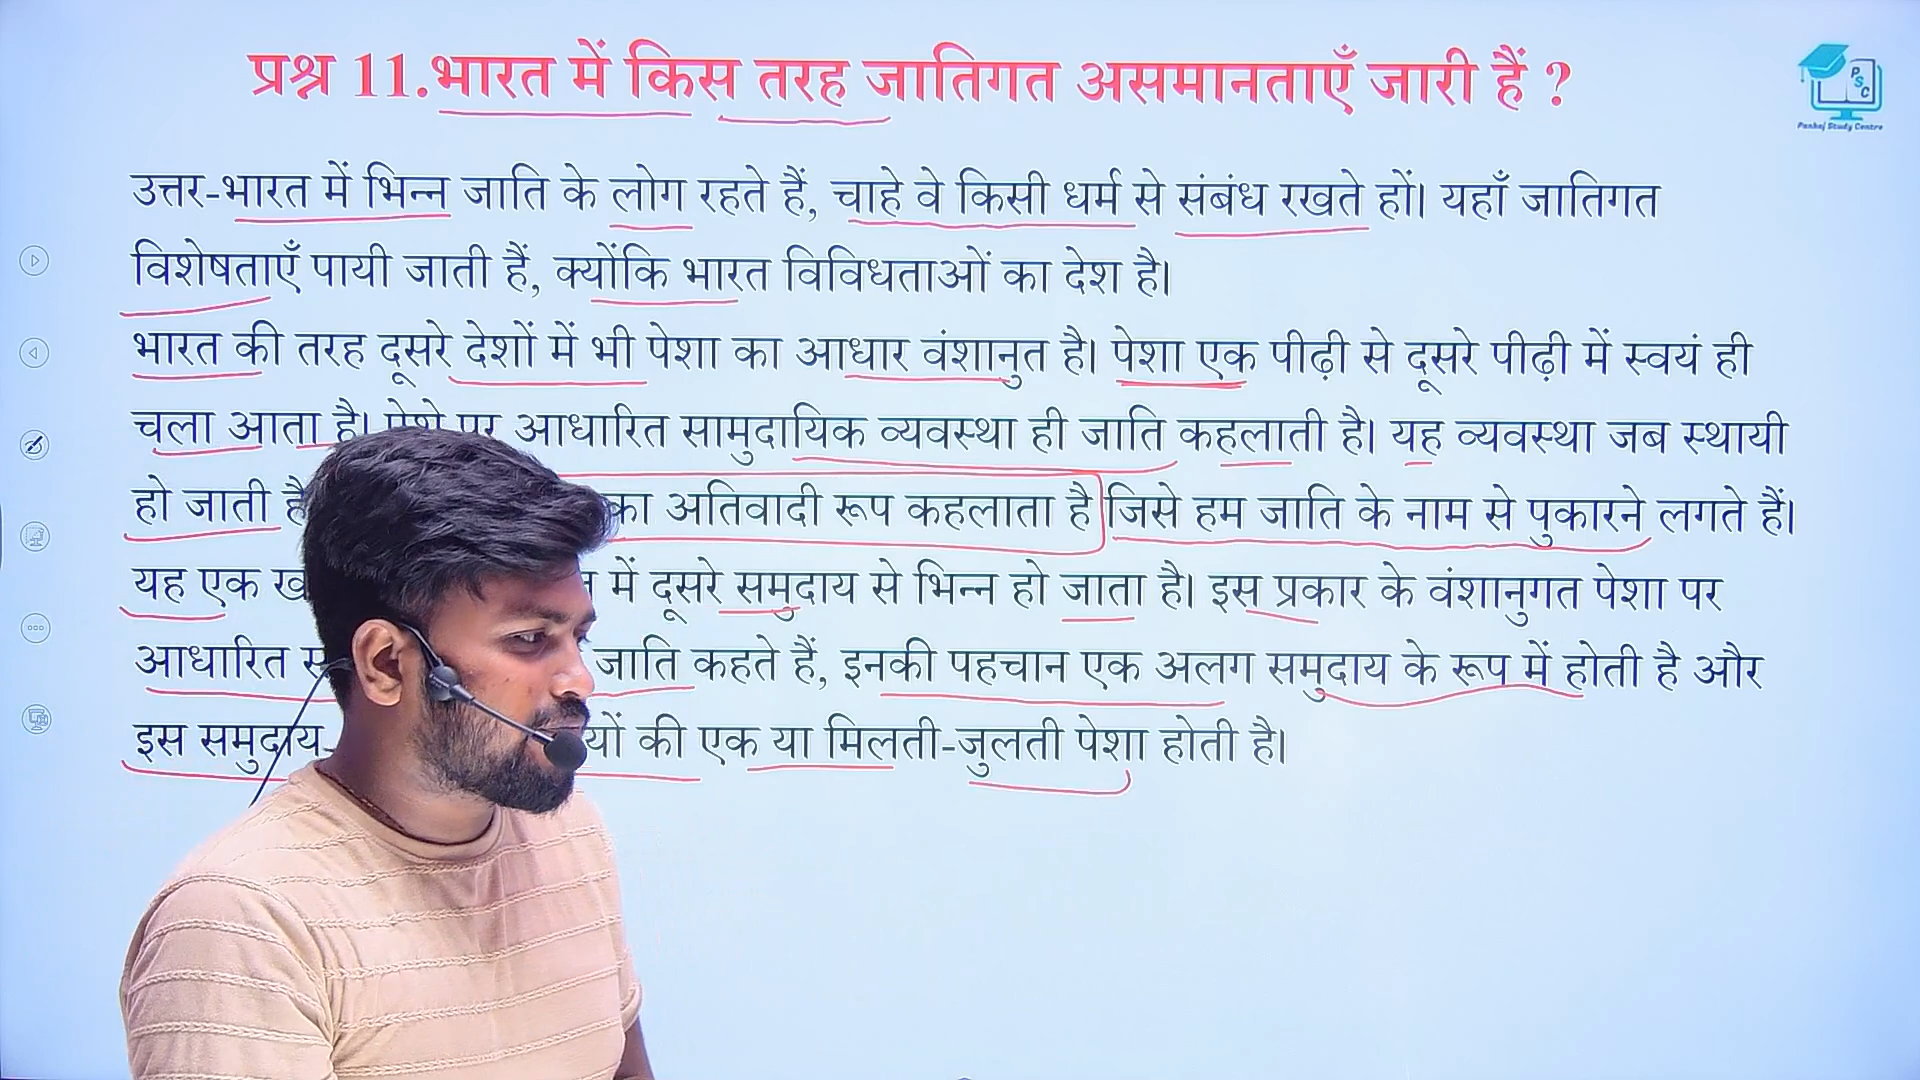 प्रश्न 11.भारत में किस तरह जातिगत असमानताएँ जारी हैं ?
P
S
C
Pankaj Study Centre
उत्तर-भारत में भिन्न जाति के लोग रहते हैं, चाहे वे किसी धर्म से संबंध रखते हों। यहाँ जातिगत
विशेषताएँ पायी जाती हैं, क्योंकि भारत विविधताओं का देश है।
भारत की तरह दूसरे देशों में भी पेशा का आधार वंशानुत है। पेशा एक पीढ़ी से दूसरे पीढ़ी में स्वयं ही
चला आता है। पेशे पर आधारित सामुदायिक व्यवस्था ही जाति कहलाती है। यह व्यवस्था जब स्थायी
हो जाती है का अतिवादी रूप कहलाता है जिसे हम जाति के नाम से पुकारने लगते हैं।
यह एक में दूसरे समुदाय से भिन्न हो जाता है। इस प्रकार के वंशानुगत पेशा पर
आधारित जाति कहते हैं, इनकी पहचान एक अलग समुदाय के रूप में होती है और
इस समुदाय की एक या मिलती-जुलती पेशा होती है।